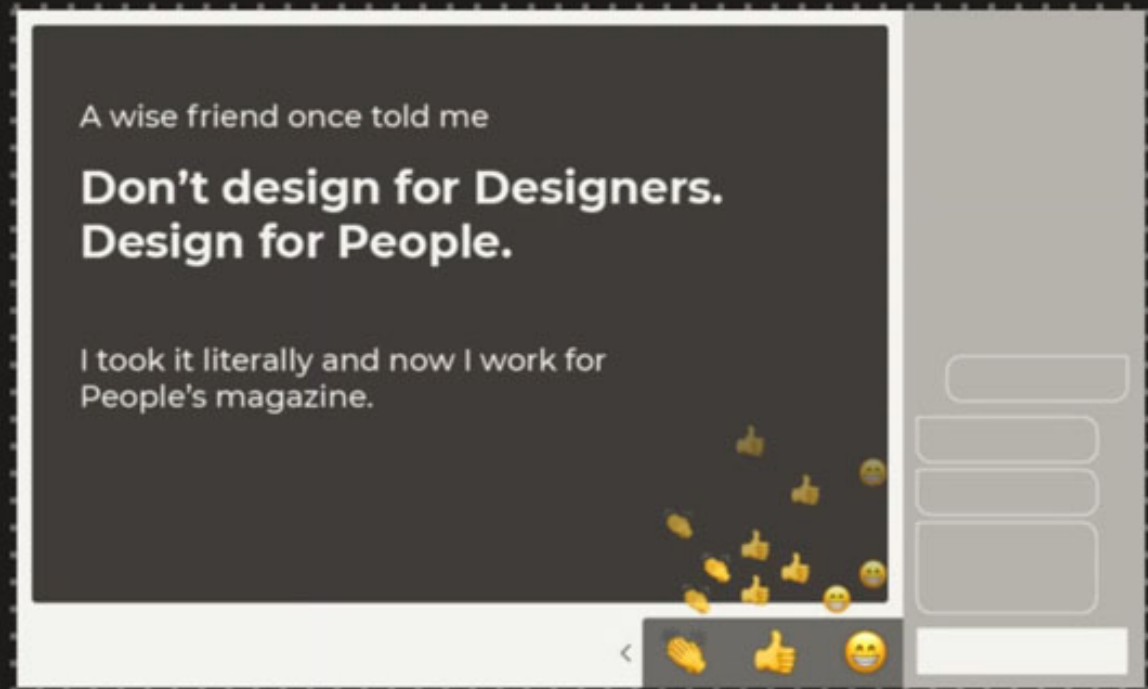 A wise friend once told me
Don’t design for Designers.
Design for People.
I took it literally and now I work for
People’s magazine.